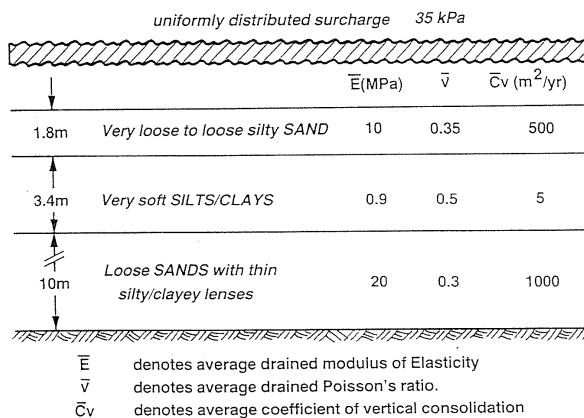 uniformly distributed surcharge 35 kPa
E̅(MPa) v̅ C̅v (m²/yr)
1.8m Very loose to loose silty SAND 10 0.35 500
3.4m Very soft SILTS/CLAYS 0.9 0.5 5
Loose SANDS with thin
10m silty/clayey lenses 20 0.3 1000
E̅ denotes average drained modulus of Elasticity
v̅ denotes average drained Poisson's ratio.
C̅v denotes average coefficient of vertical consolidation